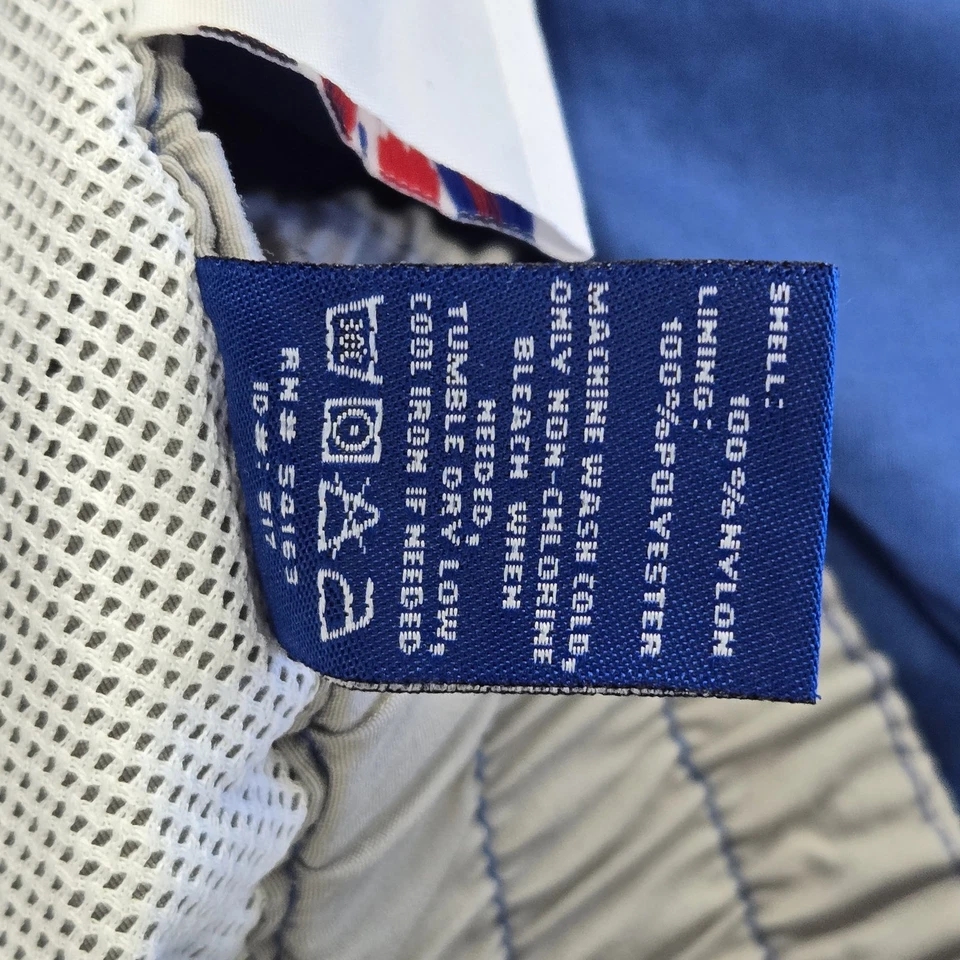 SHELL:
100% NYLON
LINING:
100% POLYESTER
MACHINE WASH COLD,
ONLY NON-CHLORINE
BLEACH WHEN
NEEDED,
TUMBLE DRY LOW,
COOL IRON IF NEEDED
RN# 50163
ID#: 517